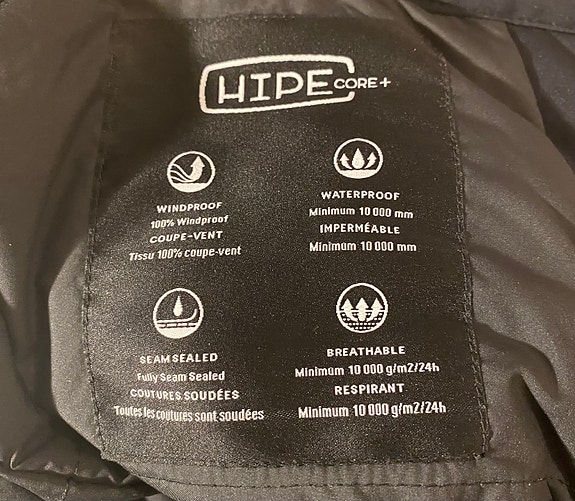 HIPE CORE+
WINDPROOF
100% Windproof
COUPE-VENT
Tissu 100% coupe-vent
WATERPROOF
Minimum 10 000 mm
IMPERMÉABLE
Minimum 10 000 mm
SEAM SEALED
Fully Seam Sealed
COUTURES SOUDÉES
Toutes les coutures sont soudées
BREATHABLE
Minimum 10 000 g/m2/24h
RESPIRANT
Minimum 10 000 g/m2/24h